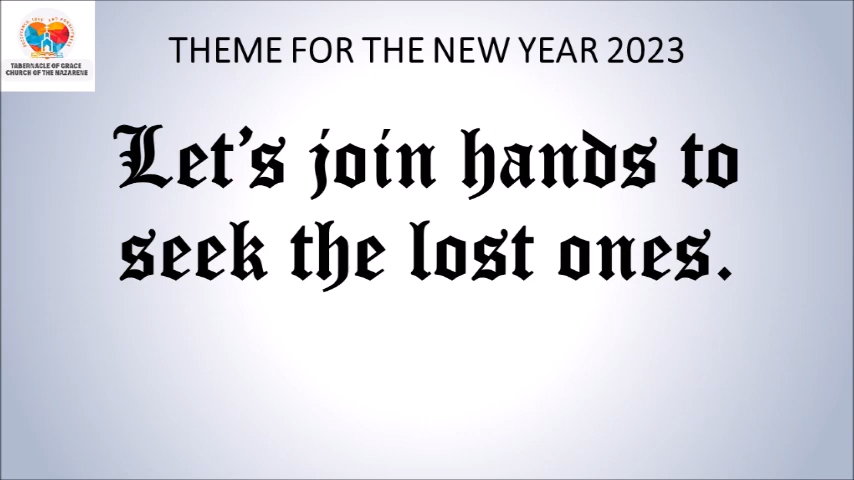 TABERNACLE OF GRACE
CHURCH OF THE NAZARENE
THEME FOR THE NEW YEAR 2023
Let's join hands to
seek the lost ones.